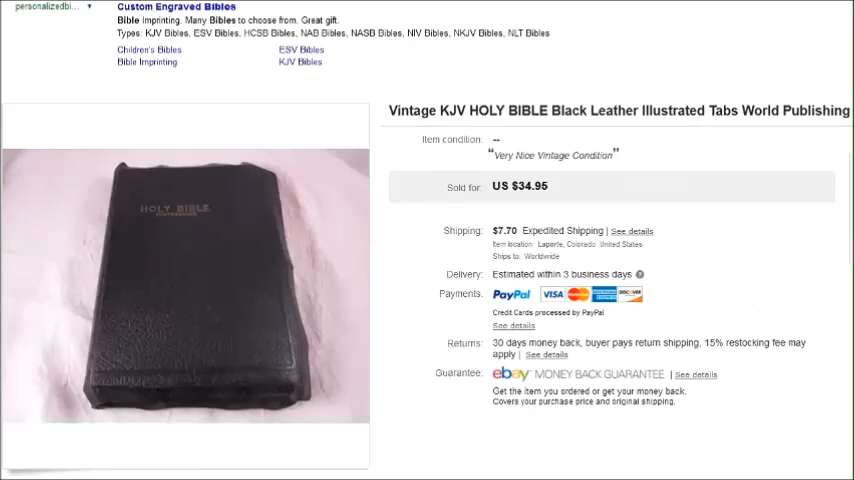 personalizedbi...
Custom Engraved Bibles
Bible Imprinting. Many Bibles to choose from. Great gift.
Types: KJV Bibles, ESV Bibles, HCSB Bibles, NAB Bibles, NASB Bibles, NIV Bibles, NKJV Bibles, NLT Bibles
Children's Bibles
ESV Bibles
Bible Imprinting
KJV Bibles
HOLY BIBLE
Vintage KJV HOLY BIBLE Black Leather Illustrated Tabs World Publishing
Item condition: --
"Very Nice Vintage Condition"
Sold for: US $34.95
Shipping: $7.70 Expedited Shipping | See details
Item location: Laporte, Colorado, United States
Ships to: Worldwide
Delivery: Estimated within 3 business days ?
Payments: PayPal VISA MasterCard AMERICAN EXPRESS DISCOVER
Credit Cards processed by PayPal
See details
Returns: 30 days money back, buyer pays return shipping, 15% restocking fee may
apply | See details
Guarantee: ebay MONEY BACK GUARANTEE | See details
Get the item you ordered or get your money back.
Covers your purchase price and original shipping.